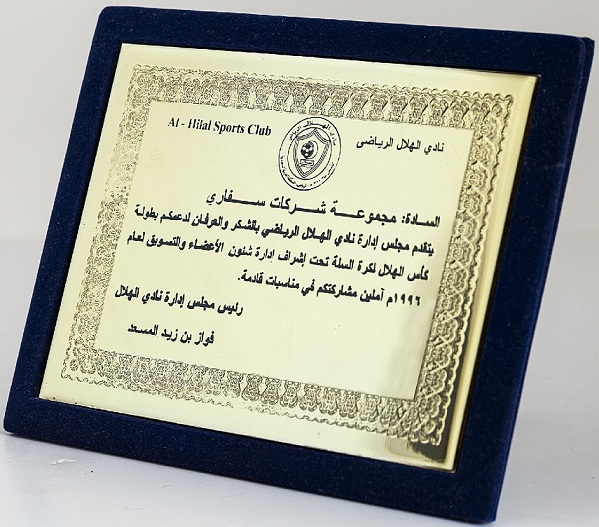 Al - Hilal Sports Club
نادي الهلال الرياضي
السادة: مجموعة شركات سفاري
يتقدم مجلس إدارة نادي الهلال الرياضي بالشكر والعرفان لدعمكم بطولة
كأس الهلال لكرة السلة تحت إشراف إدارة شئون الأعضاء والتسويق لعام
١٩٩٦م آملين مشاركتكم في مناسبات قادمة.
رئيس مجلس إدارة نادي الهلال
فواز بن زيد المسعد